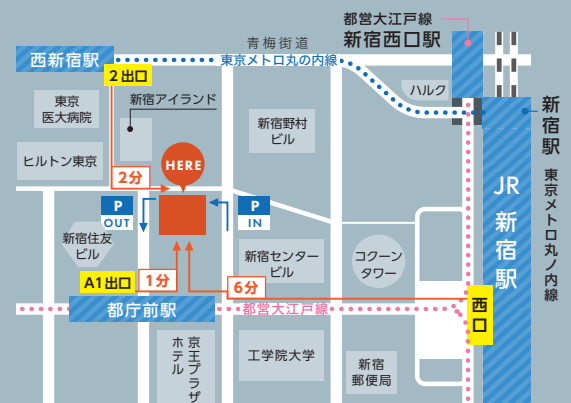 都営大江戸線
新宿西口駅
青梅街道
西新宿駅
東京メトロ丸の内線
2出口
ハルク
東京
医大病院
新宿アイランド
新宿野村
ビル
新宿駅
東京メトロ丸ノ内線
ヒルトン東京
HERE
2分
JR新宿駅
P
OUT
P
IN
新宿住友
ビル
新宿センター
ビル
コクーン
タワー
A1出口
1分
6分
西口
都庁前駅
都営大江戸線
京王プラザ
ホテル
工学院大学
新宿
郵便局